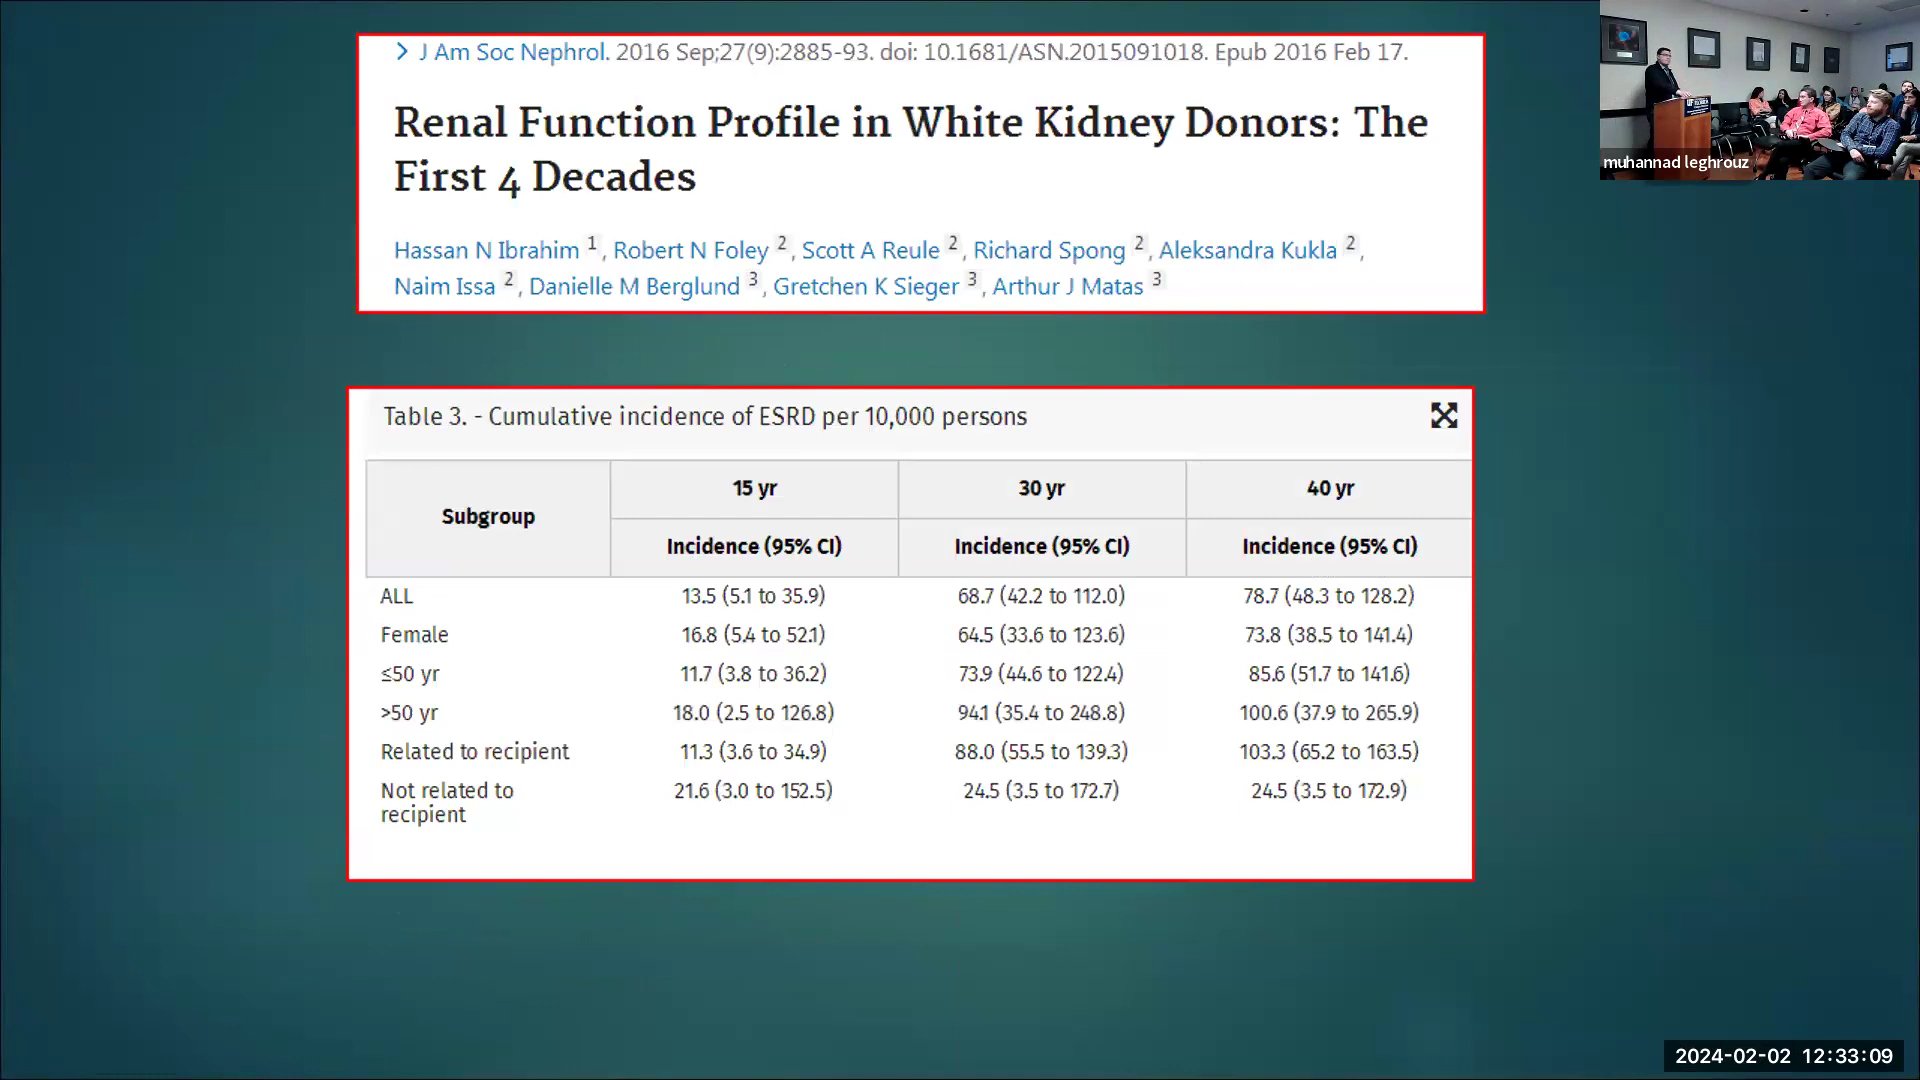 > J Am Soc Nephrol. 2016 Sep;27(9):2885-93. doi: 10.1681/ASN.2015091018. Epub 2016 Feb 17.
Renal Function Profile in White Kidney Donors: The
First 4 Decades
Hassan N Ibrahim 1, Robert N Foley 2, Scott A Reule 2, Richard Spong 2, Aleksandra Kukla 2,
Naim Issa 2, Danielle M Berglund 3, Gretchen K Sieger 3, Arthur J Matas 3
muhannad leghrouz
Table 3. - Cumulative incidence of ESRD per 10,000 persons
Subgroup 15 yr 30 yr 40 yr
Incidence (95% CI) Incidence (95% CI) Incidence (95% CI)
ALL 13.5 (5.1 to 35.9) 68.7 (42.2 to 112.0) 78.7 (48.3 to 128.2)
Female 16.8 (5.4 to 52.1) 64.5 (33.6 to 123.6) 73.8 (38.5 to 141.4)
≤50 yr 11.7 (3.8 to 36.2) 73.9 (44.6 to 122.4) 85.6 (51.7 to 141.6)
>50 yr 18.0 (2.5 to 126.8) 94.1 (35.4 to 248.8) 100.6 (37.9 to 265.9)
Related to recipient 11.3 (3.6 to 34.9) 88.0 (55.5 to 139.3) 103.3 (65.2 to 163.5)
Not related to 21.6 (3.0 to 152.5) 24.5 (3.5 to 172.7) 24.5 (3.5 to 172.9)
recipient
2024-02-02 12:33:09